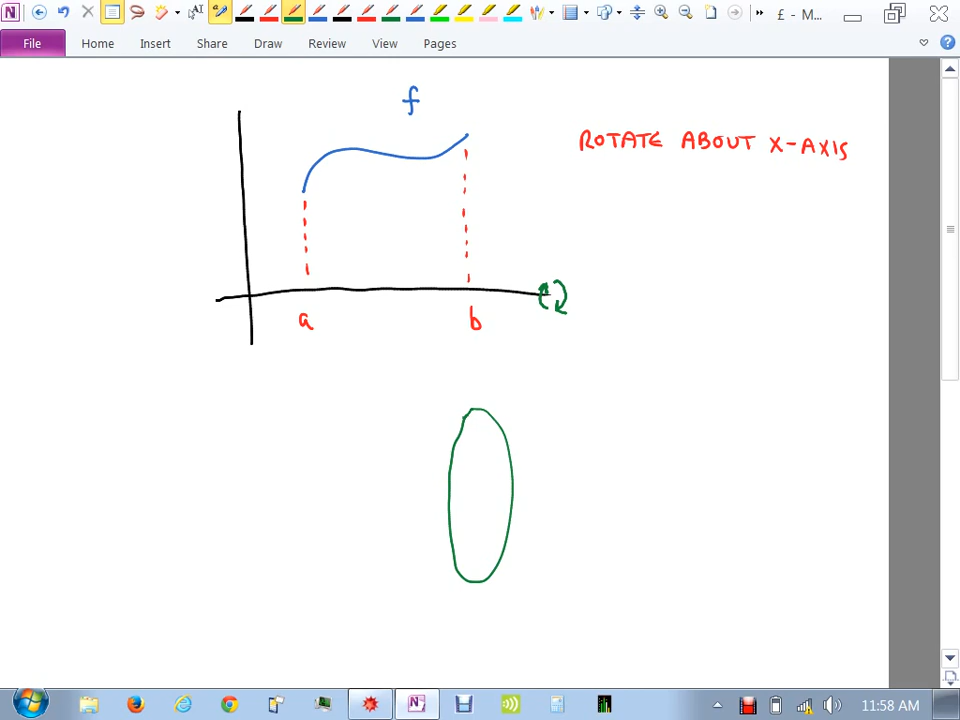 £ - M...
File
Home
Insert
Share
Draw
Review
View
Pages
f
ROTATE ABOUT X-AXIS
a
b
11:58 AM